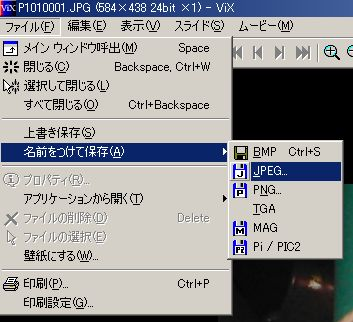 ViX P1010001.JPG (584×438 24bit ×1) - ViX
ファイル(F) 編集(E) 表示(V) スライド(S) ムービー(M)
メイン ウィンドウ呼出(M) Space
閉じる(C) Backspace, Ctrl+W
選択して閉じる(L)
すべて閉じる(O) Ctrl+Backspace
上書き保存(S)
名前をつけて保存(A)
プロパティ(R)...
アプリケーションから開く(T)
ファイルの削除(D) Delete
ファイルの選択(E)
壁紙にする(W)...
印刷(P)... Ctrl+P
印刷設定(G)...
BMP Ctrl+S
JPEG...
PNG...
TGA
MAG
Pi / PIC2